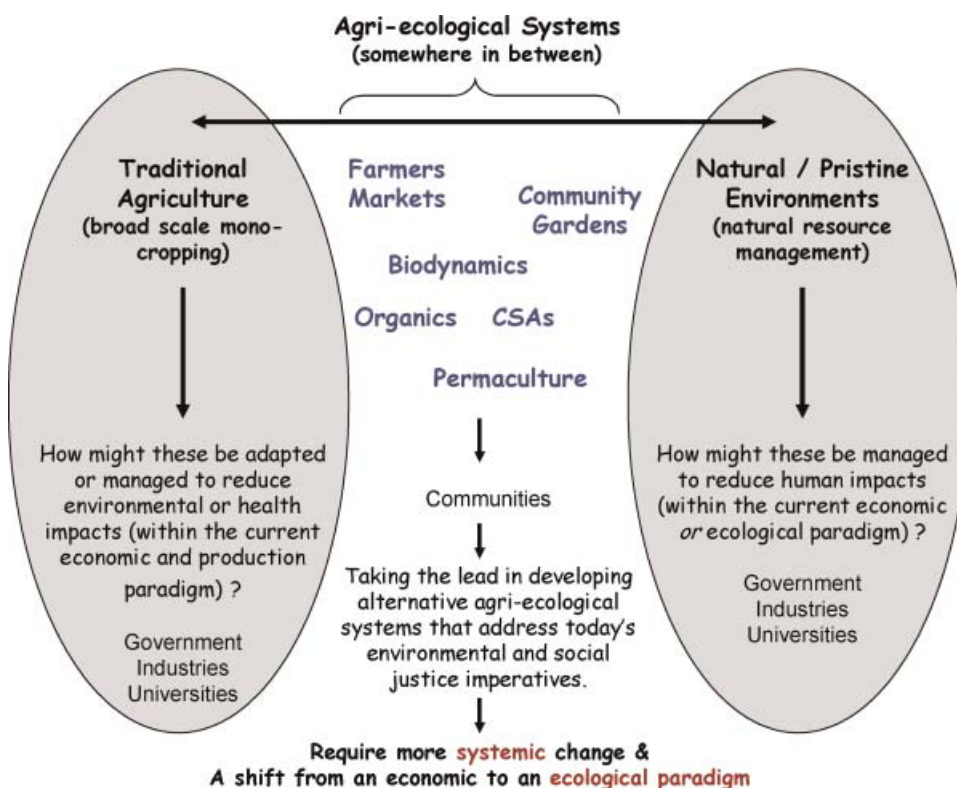 Agri-ecological Systems
(somewhere in between)
Traditional
Agriculture
(broad scale mono-
cropping)
How might these be adapted
or managed to reduce
environmental or health
impacts (within the current
economic and production
paradigm) ?
Government
Industries
Universities
Farmers
Markets
Community
Gardens
Biodynamics
Organics CSAs
Permaculture
Communities
Taking the lead in developing
alternative agri-ecological
systems that address today's
environmental and social
justice imperatives.
Require more systemic change &
A shift from an economic to an ecological paradigm
Natural / Pristine
Environments
(natural resource
management)
How might these be managed
to reduce human impacts
(within the current economic
or ecological paradigm) ?
Government
Industries
Universities